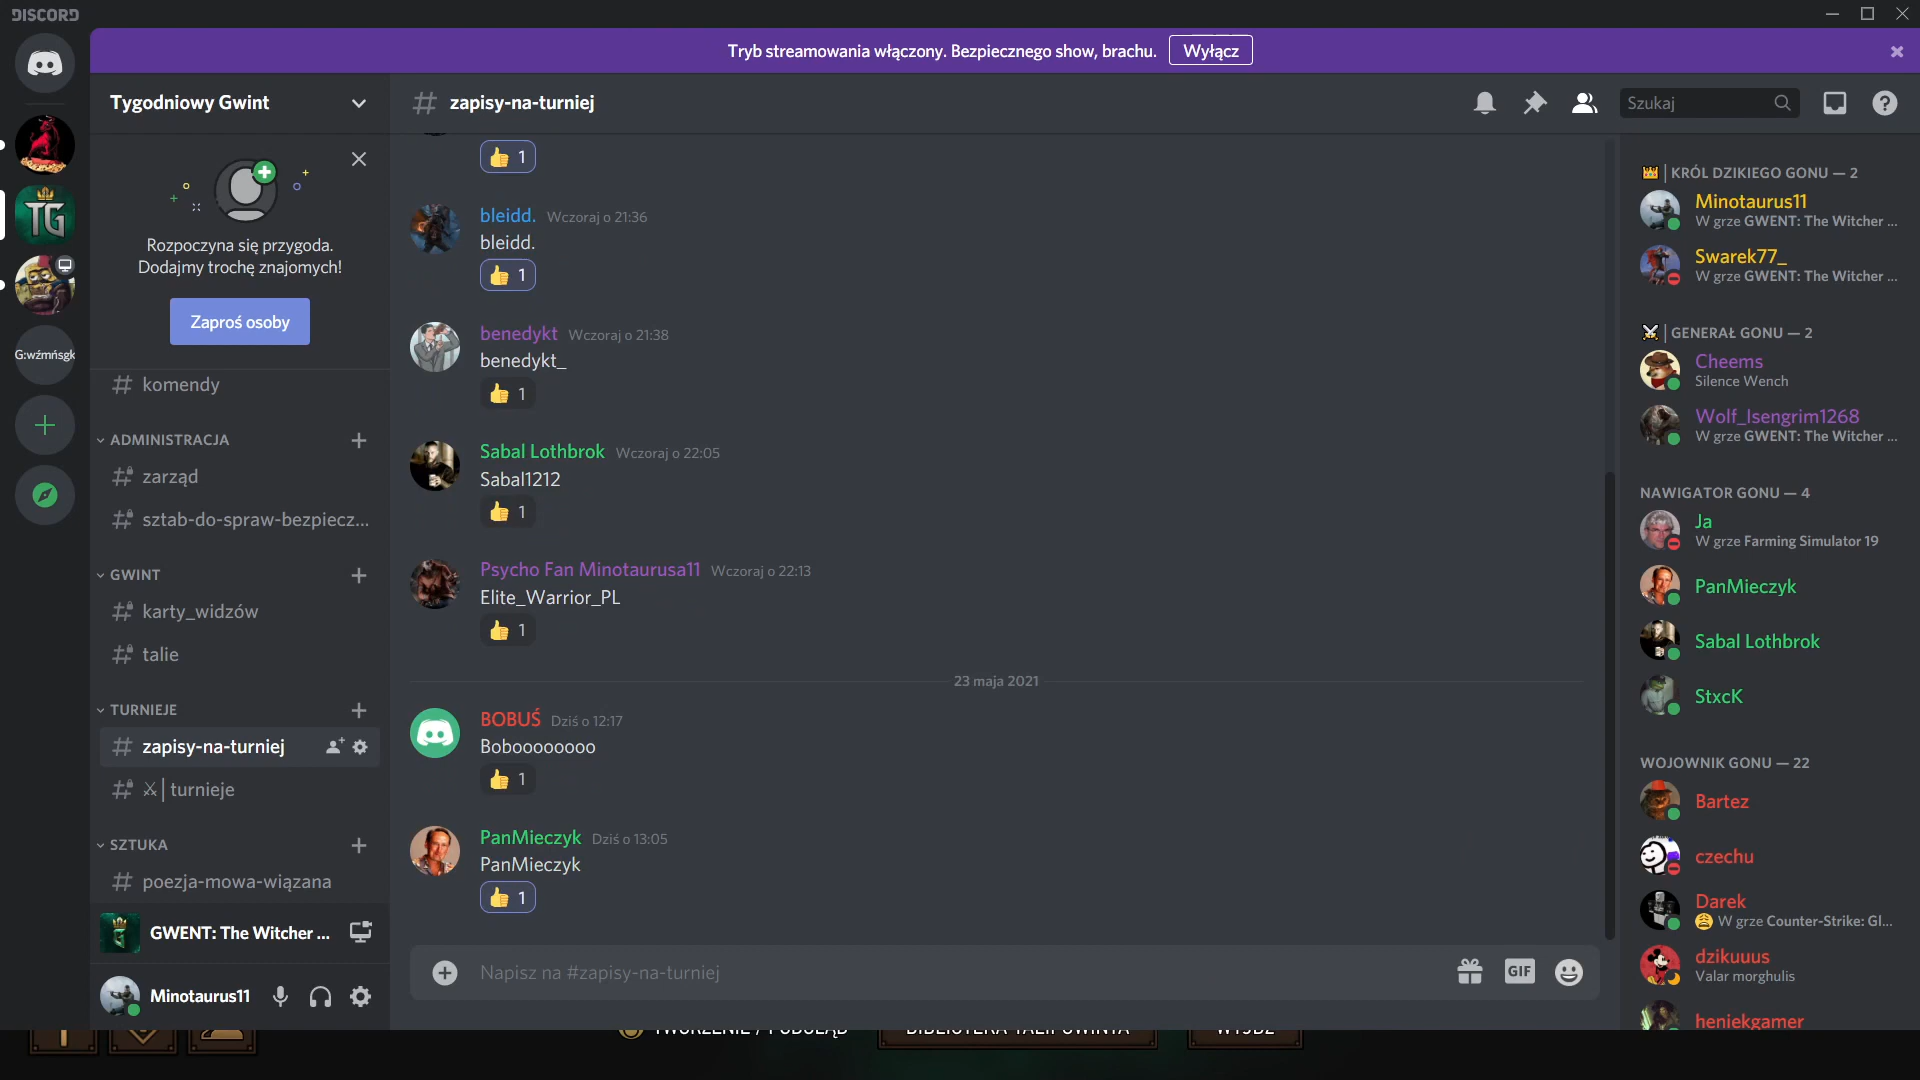 DISCORD
Tryb streamowania włączony. Bezpiecznego show, brachu. Wyłącz
Tygodniowy Gwint
Rozpoczyna się przygoda.
Dodajmy trochę znajomych!
Zaproś osoby
G:wźmńsgk
komendy
ADMINISTRACJA
zarząd
sztab-do-spraw-bezpiecz...
GWINT
karty_widzów
talie
TURNIEJE
zapisy-na-turniej
| turnieje
SZTUKA
poezja-mowa-wiązana
GWENT: The Witcher ...
Minotaurus11
# zapisy-na-turniej
Szukaj
👍 1
bleidd. Wczoraj o 21:36
bleidd.
👍 1
benedykt Wczoraj o 21:38
benedykt_
👍 1
Sabal Lothbrok Wczoraj o 22:05
Sabal1212
👍 1
Psycho Fan Minotaurusa11 Wczoraj o 22:13
Elite_Warrior_PL
👍 1
23 maja 2021
BOBUŚ Dziś o 12:17
Boboooooooo
👍 1
PanMieczyk Dziś o 13:05
PanMieczyk
👍 1
Napisz na #zapisy-na-turniej
GIF
| KRÓL DZIKIEGO GONU — 2
Minotaurus11
W grze GWENT: The Witcher ...
Swarek77_
W grze GWENT: The Witcher ...
| GENERAŁ GONU — 2
Cheems
Silence Wench
Wolf_Isengrim1268
W grze GWENT: The Witcher ...
NAWIGATOR GONU — 4
Ja
W grze Farming Simulator 19
PanMieczyk
Sabal Lothbrok
StxcK
WOJOWNIK GONU — 22
Bartez
czechu
Darek
W grze Counter-Strike: Gl...
dzikuuus
Valar morghulis
heniekgamer